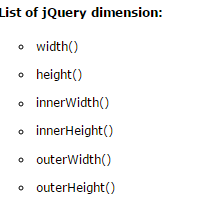 List of jQuery dimension:
width()
height()
innerWidth()
innerHeight()
outerWidth()
outerHeight()